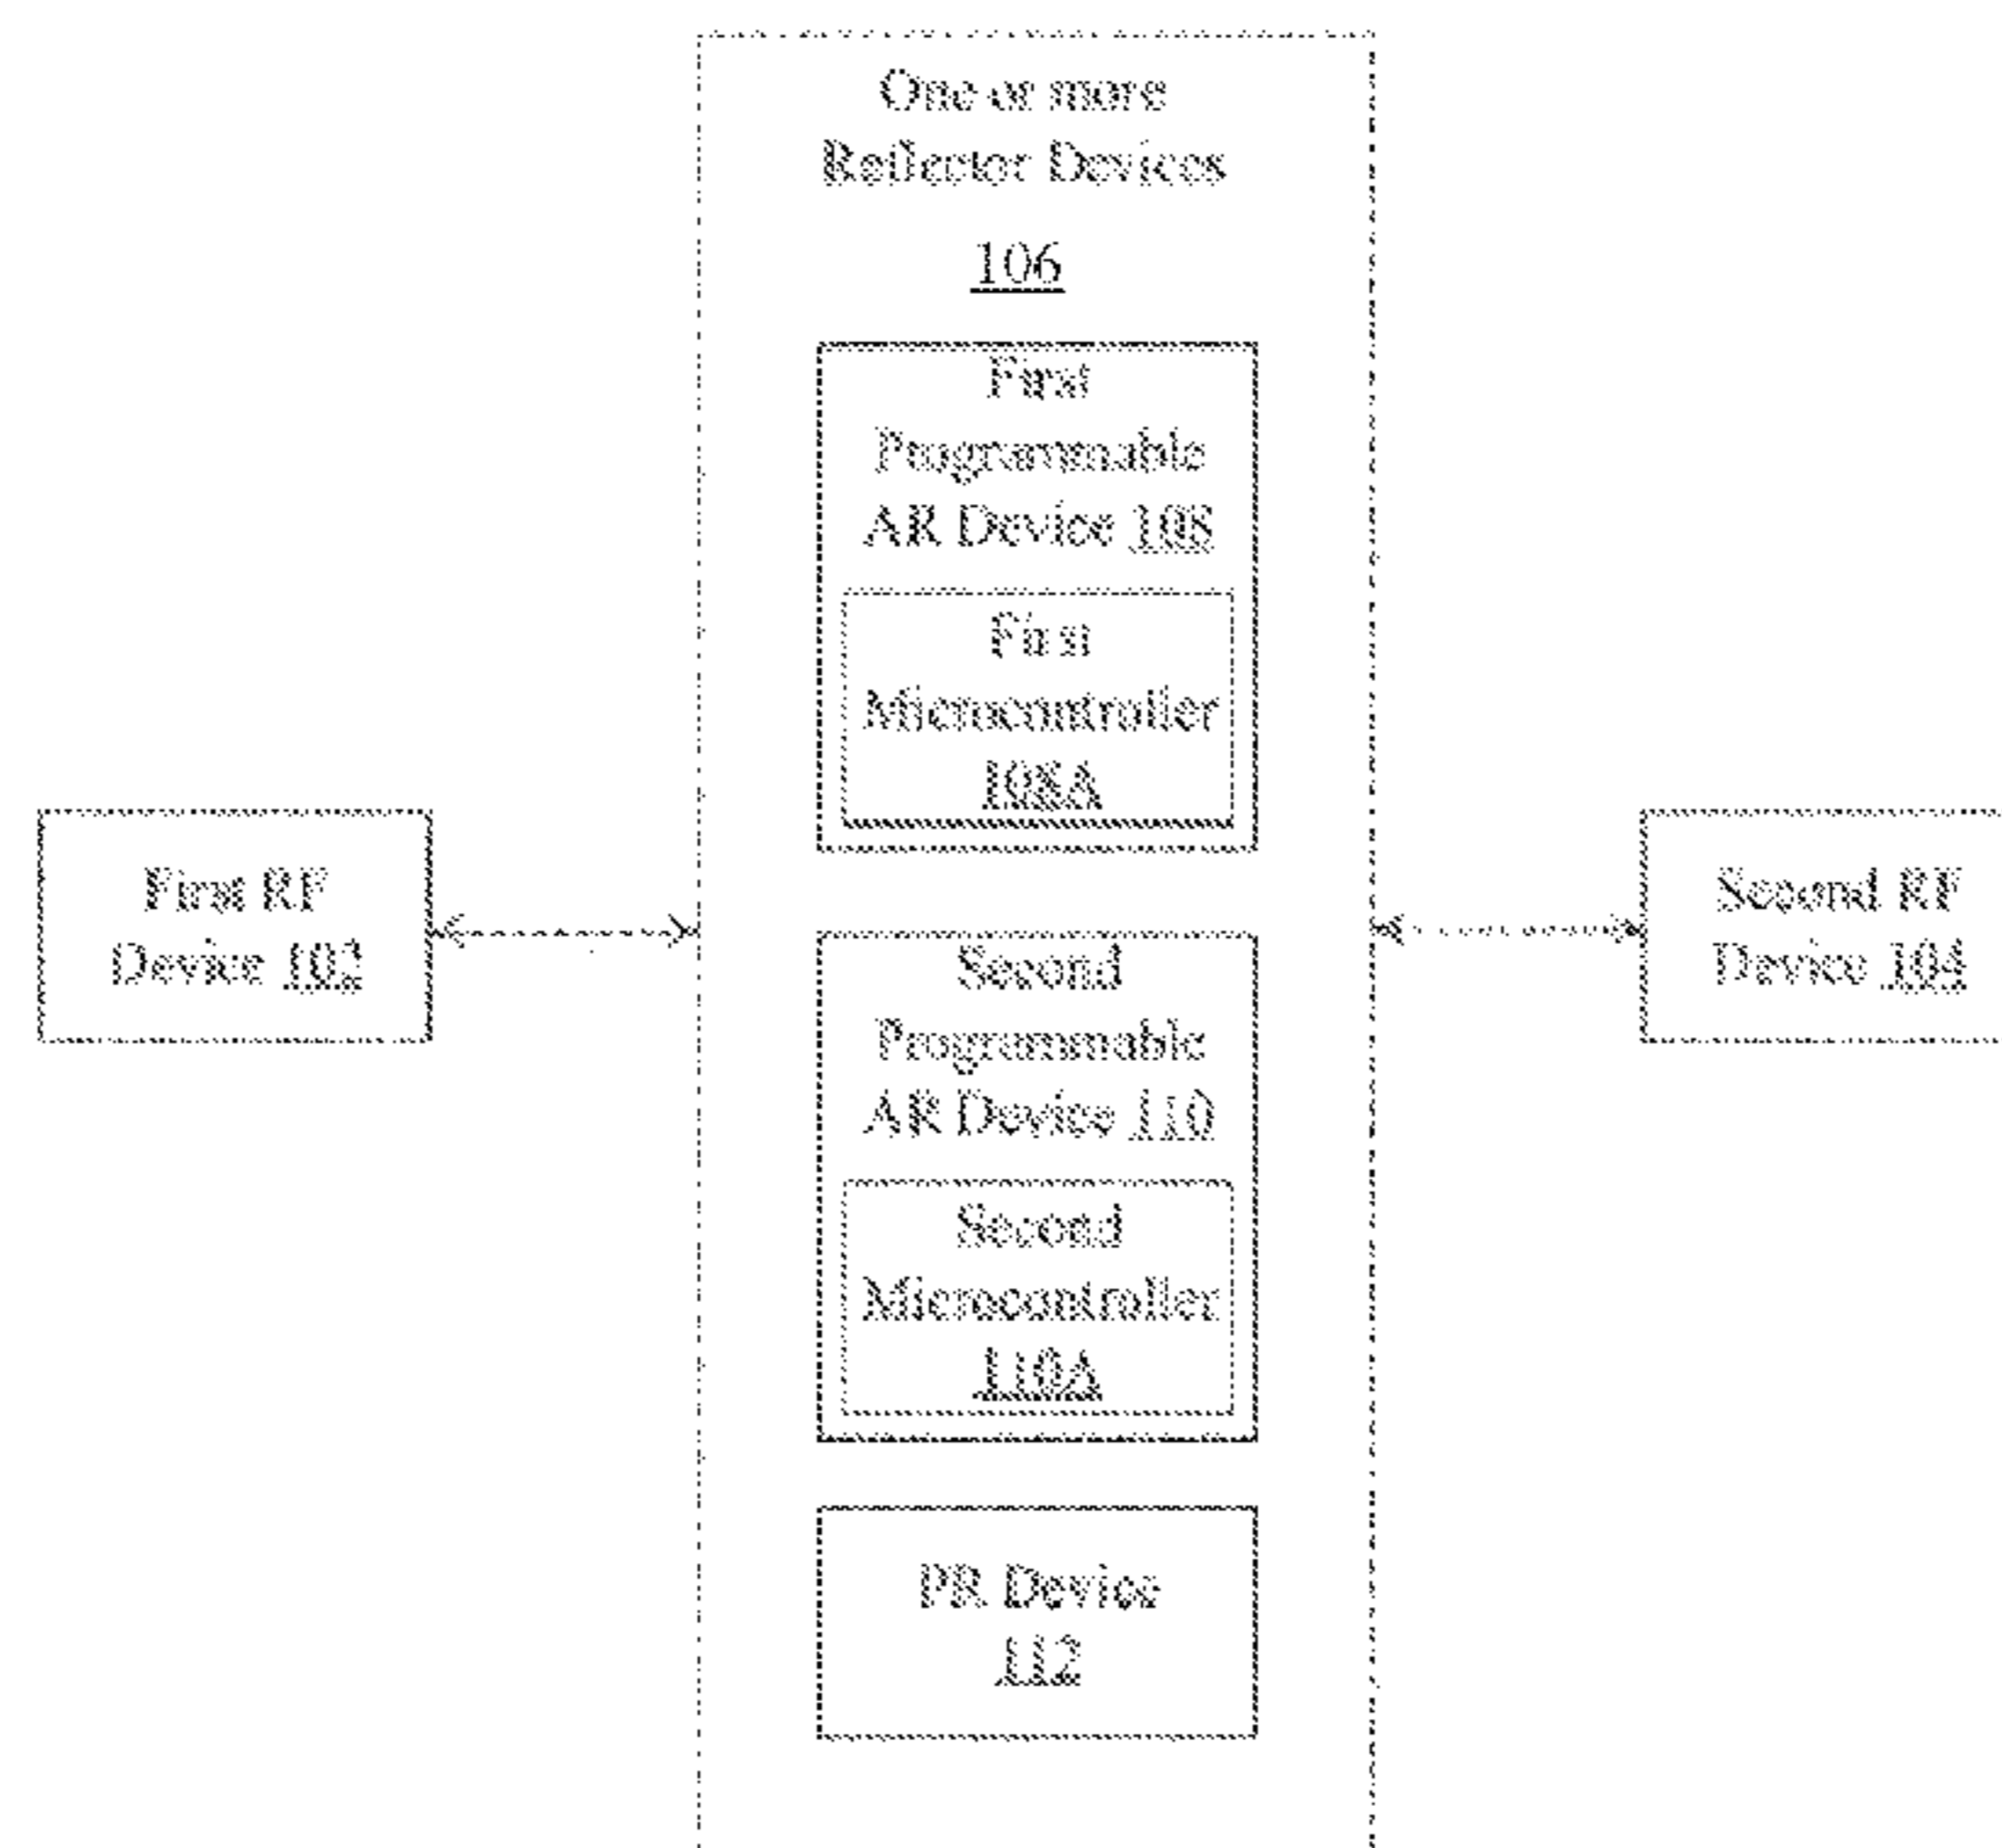 One or more
Reflector Devices
106
First
Programmable
AR Device 108
First
Microcontroller
108A
First RF
Device 102
Second RF
Device 104
Second
Programmable
AR Device 110
Second
Microcontroller
110A
PR Device
112